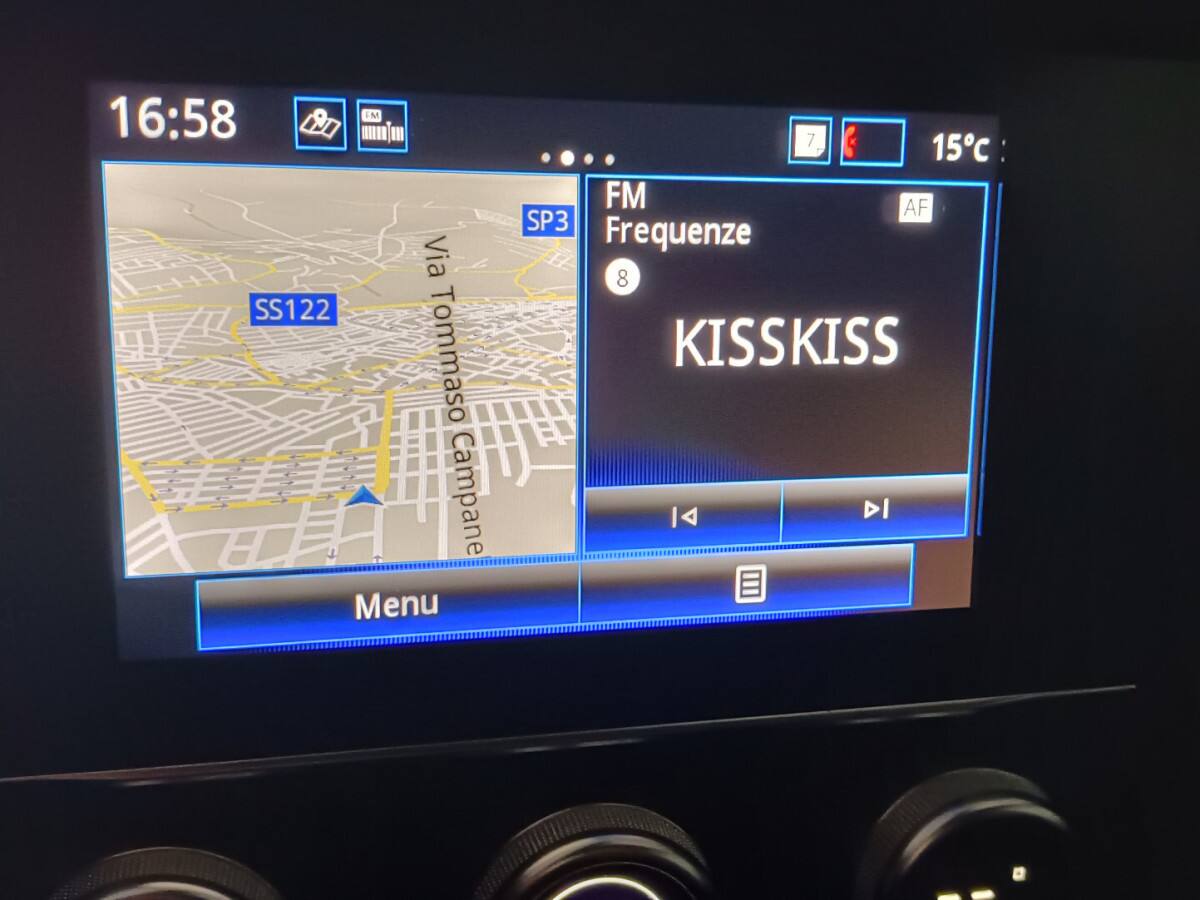 16:58
FM
7
15°C
SP3
SS122
Via Tommaso Campane
FM
Frequenze
AF
8
KISSKISS
Menu